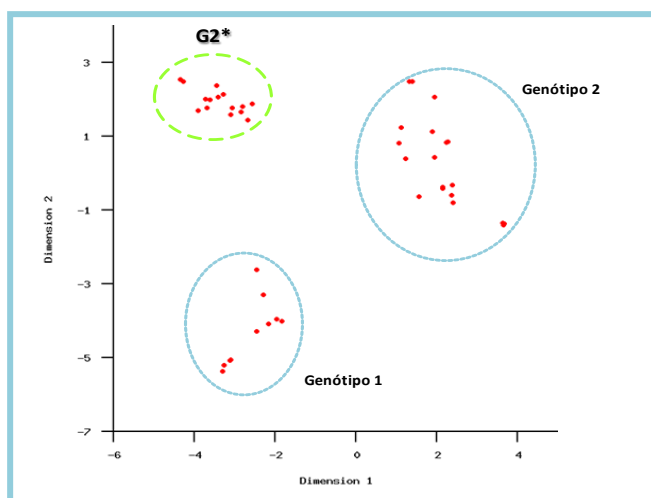 G2*
3
Genótipo 2
1
-1
Dimension 2
-3
-5
Genótipo 1
-7
-6
-4
-2
0
2
4
Dimension 1